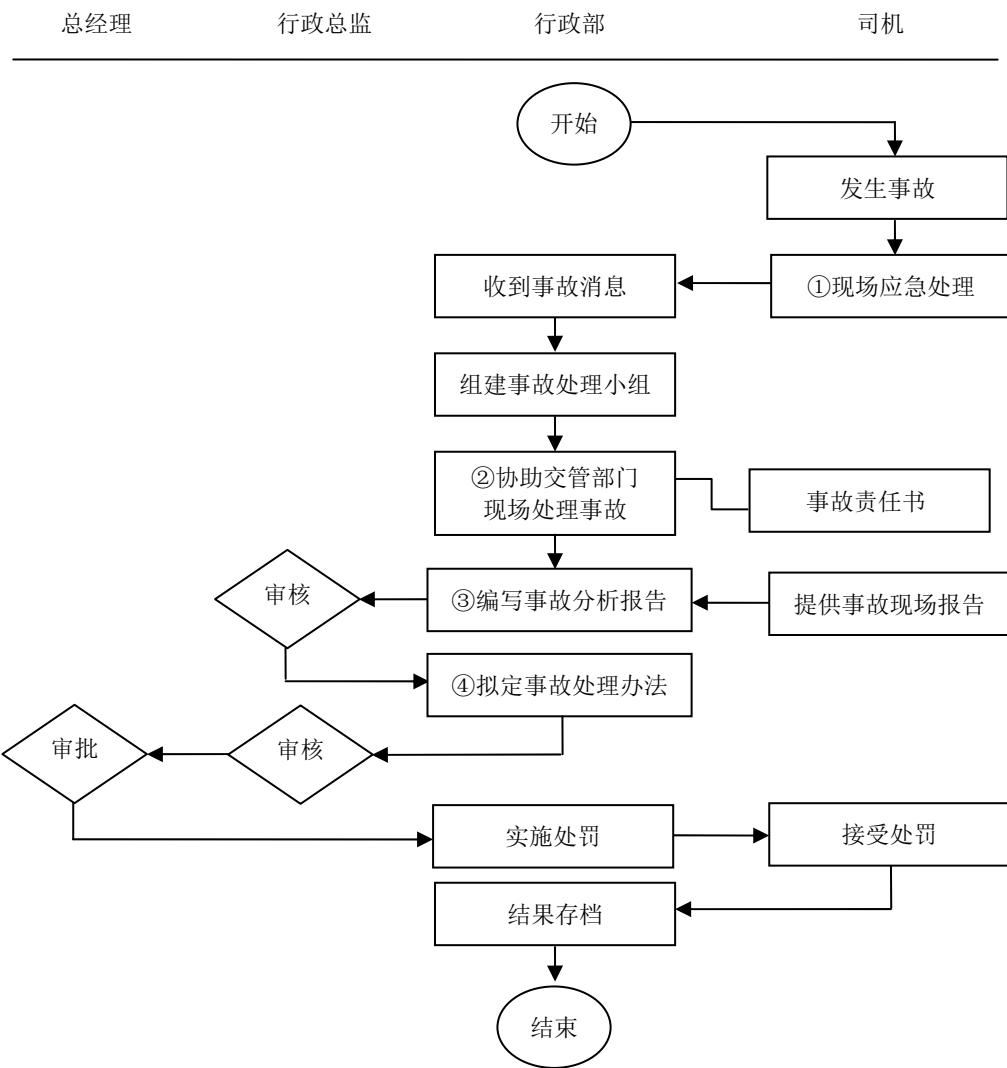 总经理
行政总监
行政部
司机
开始
发生事故
收到事故消息
①现场应急处理
组建事故处理小组
②协助交管部门
现场处理事故
事故责任书
审核
③编写事故分析报告
提供事故现场报告
④拟定事故处理办法
审批
审核
实施处罚
接受处罚
结果存档
结束